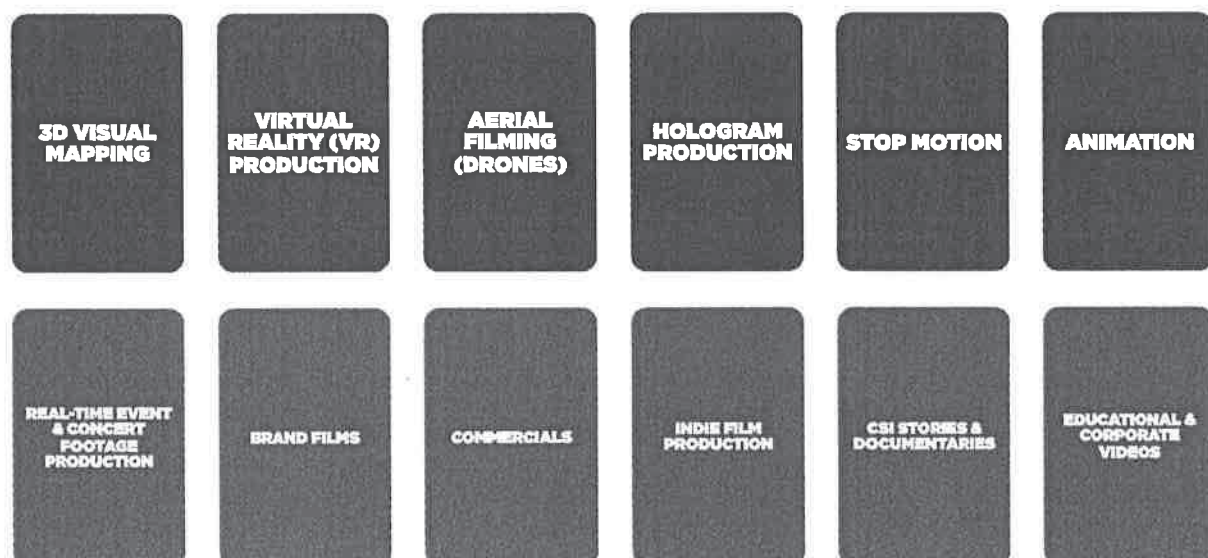 3D VISUAL
MAPPING
VIRTUAL
REALITY (VR)
PRODUCTION
AERIAL
FILMING
(DRONES)
HOLOGRAM
PRODUCTION
STOP MOTION
ANIMATION
REAL-TIME EVENT
& CONCERT
FOOTAGE
PRODUCTION
BRAND FILMS
COMMERCIALS
INDIE FILM
PRODUCTION
CSI STORIES &
DOCUMENTARIES
EDUCATIONAL &
CORPORATE
VIDEOS